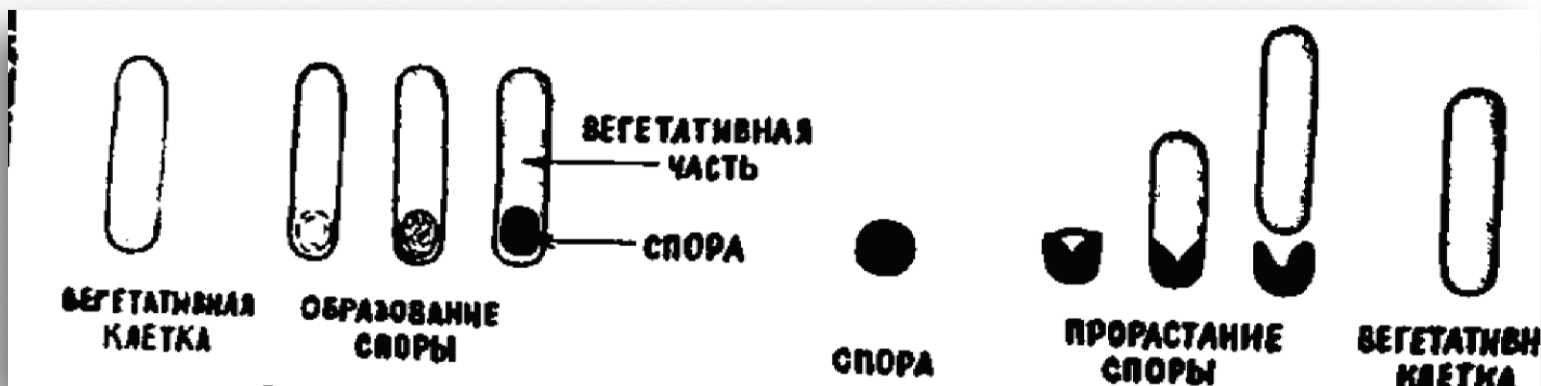 ВЕГЕТАТИВНАЯ
ЧАСТЬ
СПОРА
ВЕГЕТАТИВНАЯ
КЛЕТКА
ОБРАЗОВАНИЕ
СПОРЫ
СПОРА
ПРОРАСТАНИЕ
СПОРЫ
ВЕГЕТАТИВН
КЛЕТКА